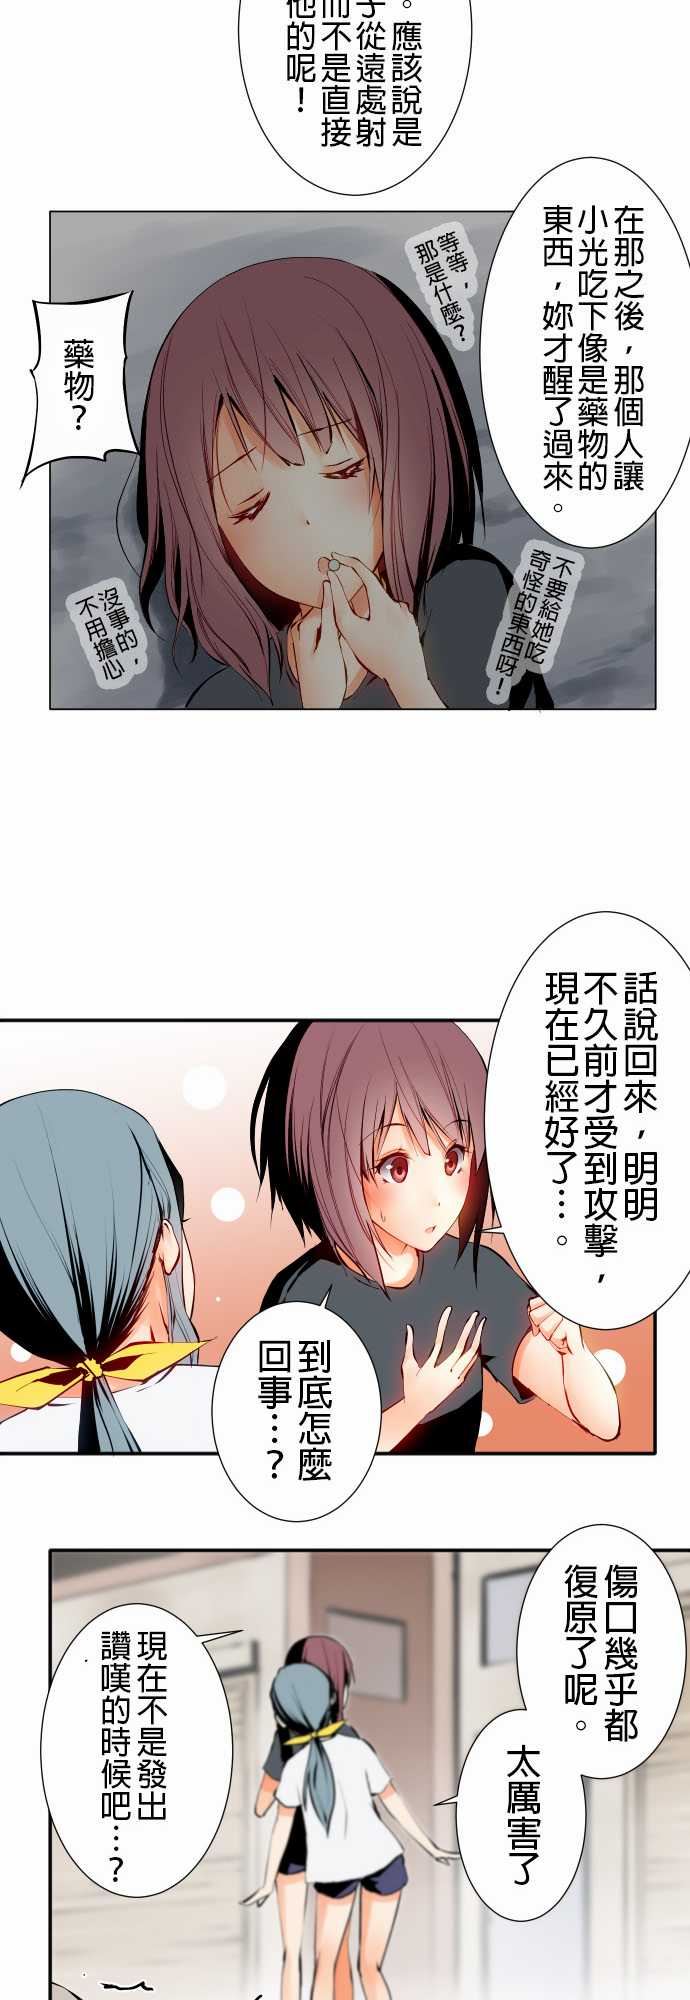 。應該說是
子從遠處射
而不是直接
他的呢！
在那之後，那個人讓
小光吃下像是藥物的
東西，妳才醒了過來。
等等，
那是什麼？
藥物？
不要給她吃
奇怪的東西呀！
沒事的，
不用擔心
話說回來，明明
不久前才受到攻擊，
現在已經好了…。
到底怎麼
回事…？
傷口幾乎都
復原了呢。
太厲害了
現在不是發出
讚嘆的時候吧…？